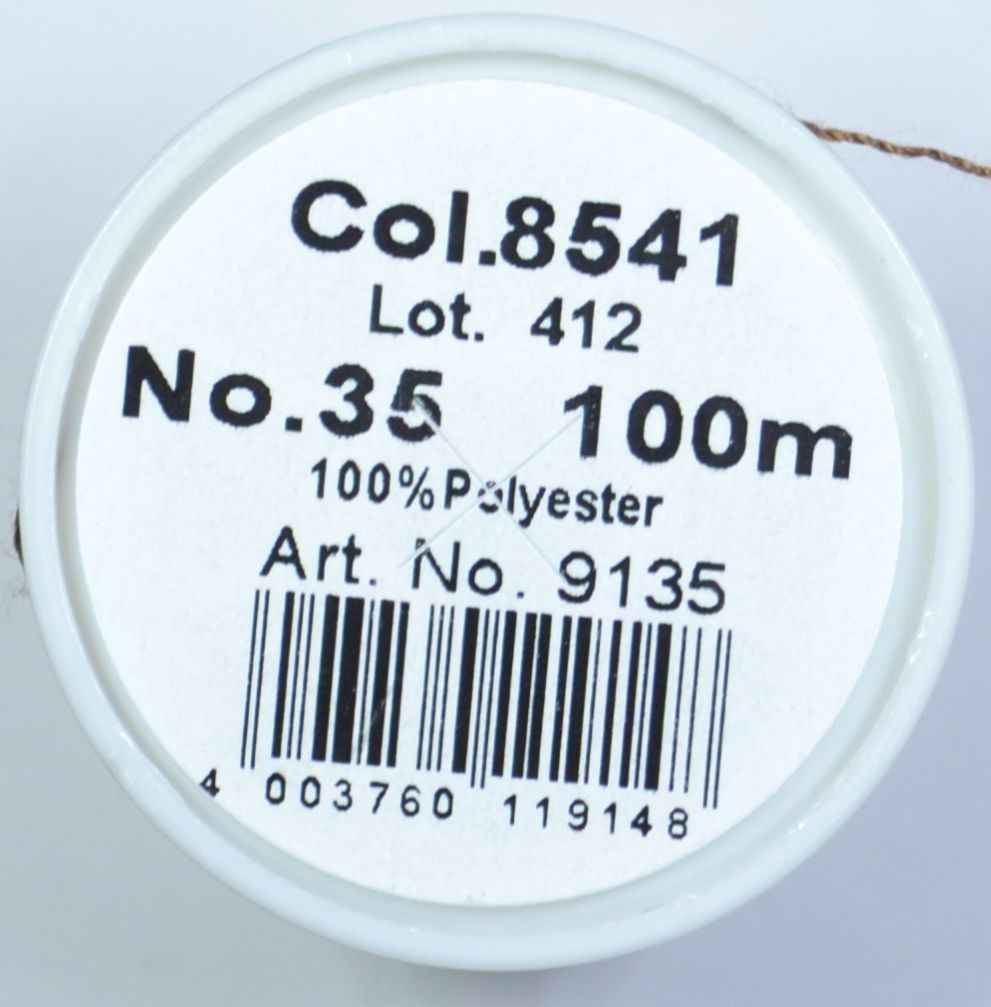 Col.8541
Lot. 412
No.35 100m
100%Polyester
Art. No. 9135
4 003760 119148